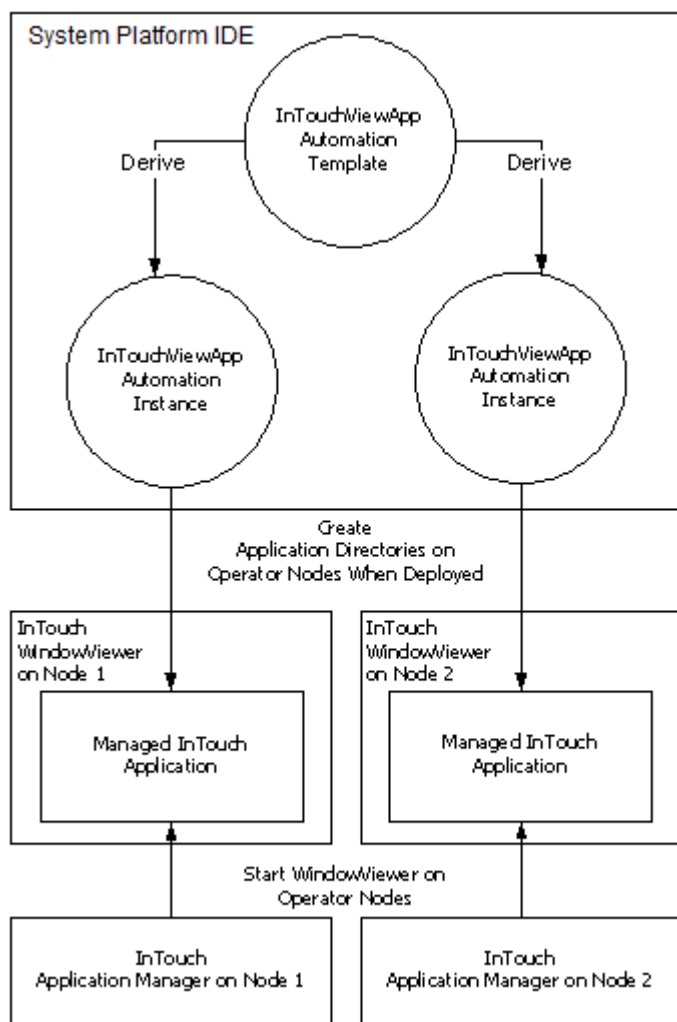 System Platform IDE
InTouchViewApp
Automation
Template
Derive
Derive
InTouchViewApp
Automation
Instance
InTouchViewApp
Automation
Instance
Create
Application Directories on
Operator Nodes When Deployed
InTouch
WindowViewer
on Node 1
InTouch
WindowViewer
on Node 2
Managed InTouch
Application
Managed InTouch
Application
Start WindowViewer on
Operator Nodes
InTouch
Application Manager on Node 1
InTouch
Application Manager on Node 2